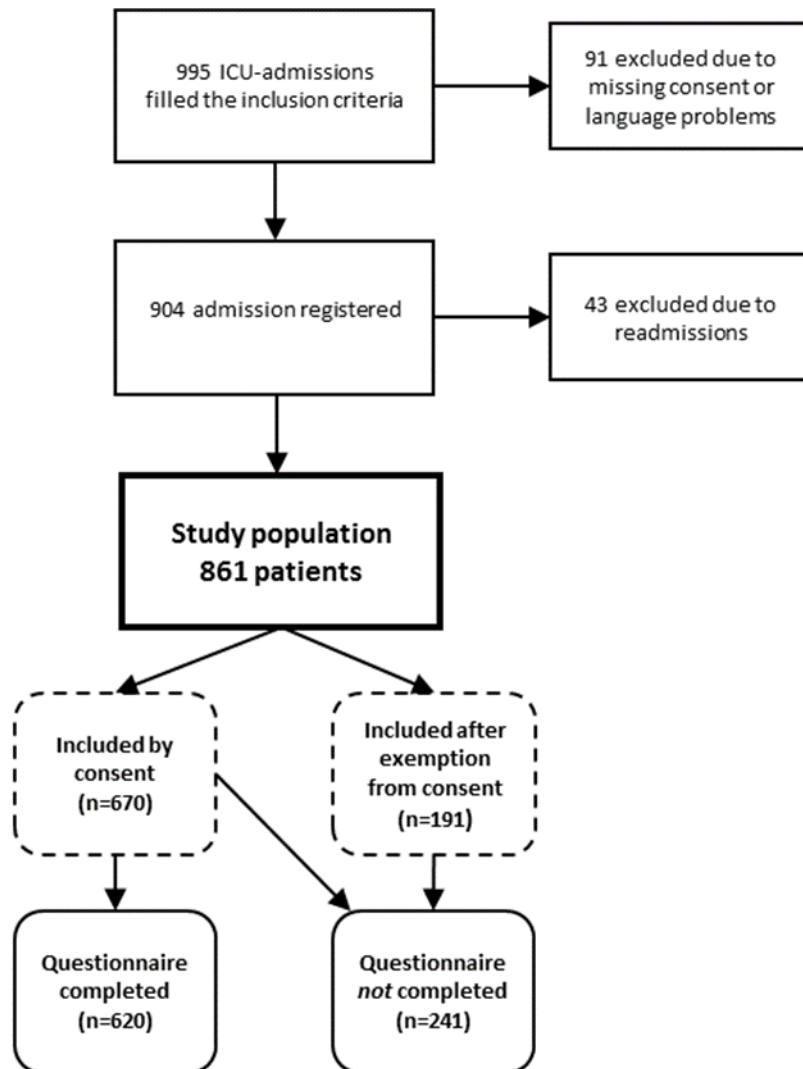 995 ICU-admissions
filled the inclusion criteria
91 excluded due to
missing consent or
language problems
904 admission registered
43 excluded due to
readmissions
Study population
861 patients
Included by
consent
(n=670)
Included after
exemption
from consent
(n=191)
Questionnaire
completed
(n=620)
Questionnaire
not completed
(n=241)